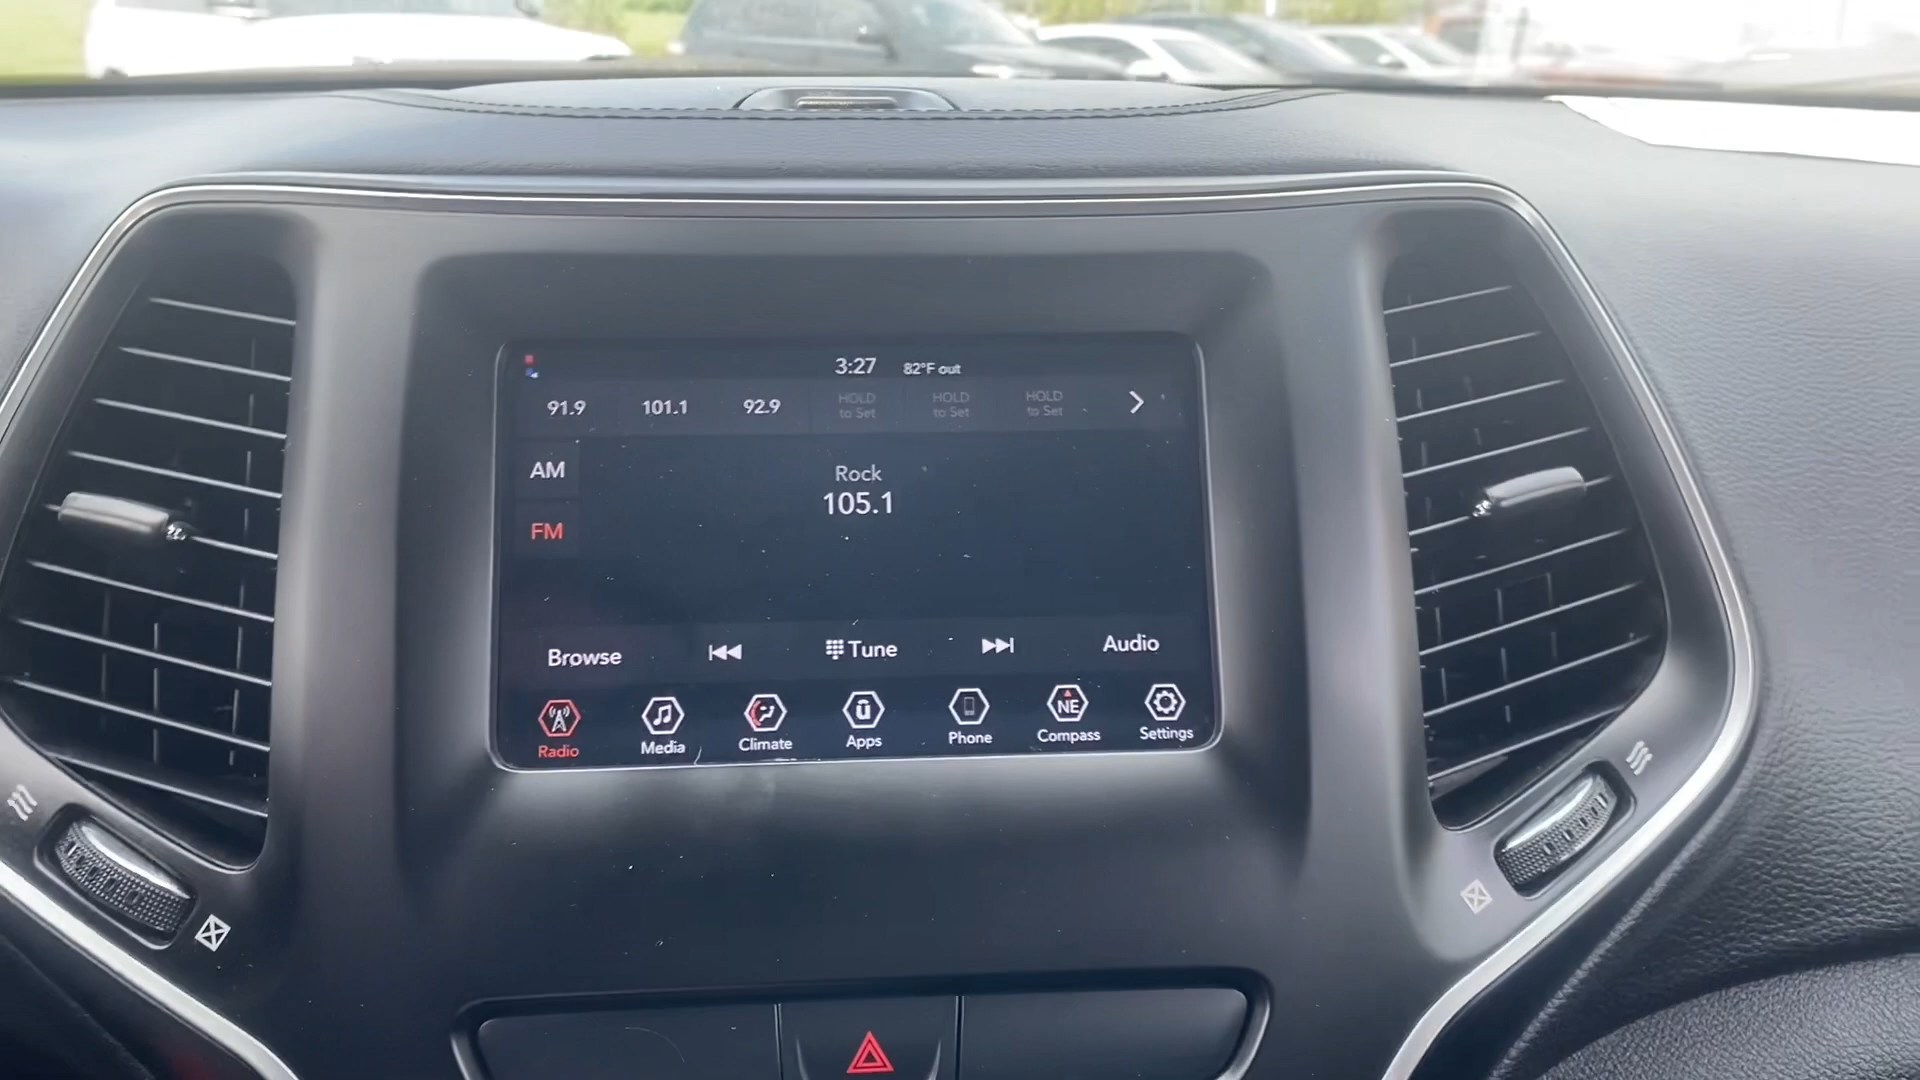 3:27 82°F out
91.9 101.1 92.9 HOLD to Set HOLD to Set HOLD to Set
AM
Rock
105.1
FM
Browse Tune Audio
Radio Media Climate Apps Phone NE Compass Settings